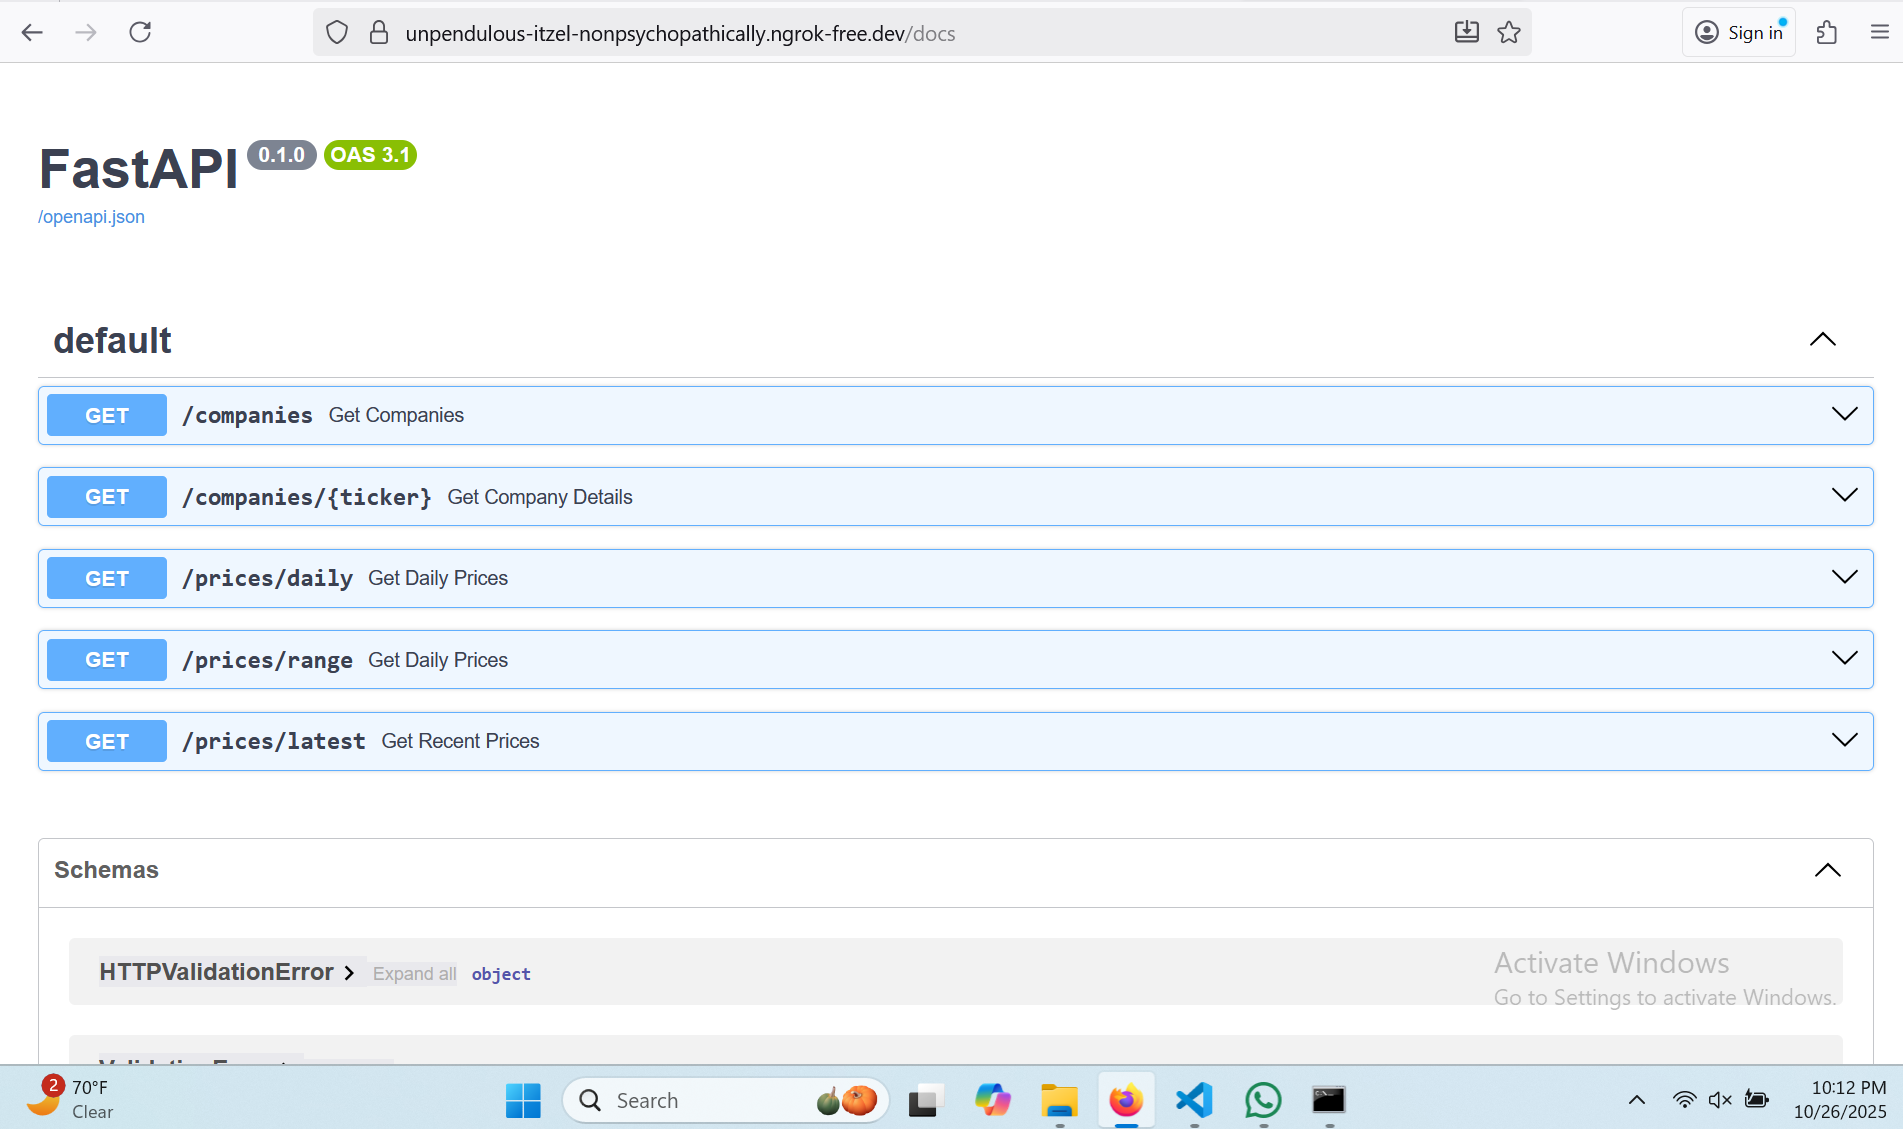 unpendulous-itzel-nonpsychopathically.ngrok-free.dev/docs
Sign in
FastAPI 0.1.0 OAS 3.1
/openapi.json
default
GET /companies Get Companies
GET /companies/{ticker} Get Company Details
GET /prices/daily Get Daily Prices
GET /prices/range Get Daily Prices
GET /prices/latest Get Recent Prices
Schemas
HTTPValidationError Expand all object
Activate Windows
Go to Settings to activate Windows.
2
70°F
Clear
Search
10:12 PM
10/26/2025